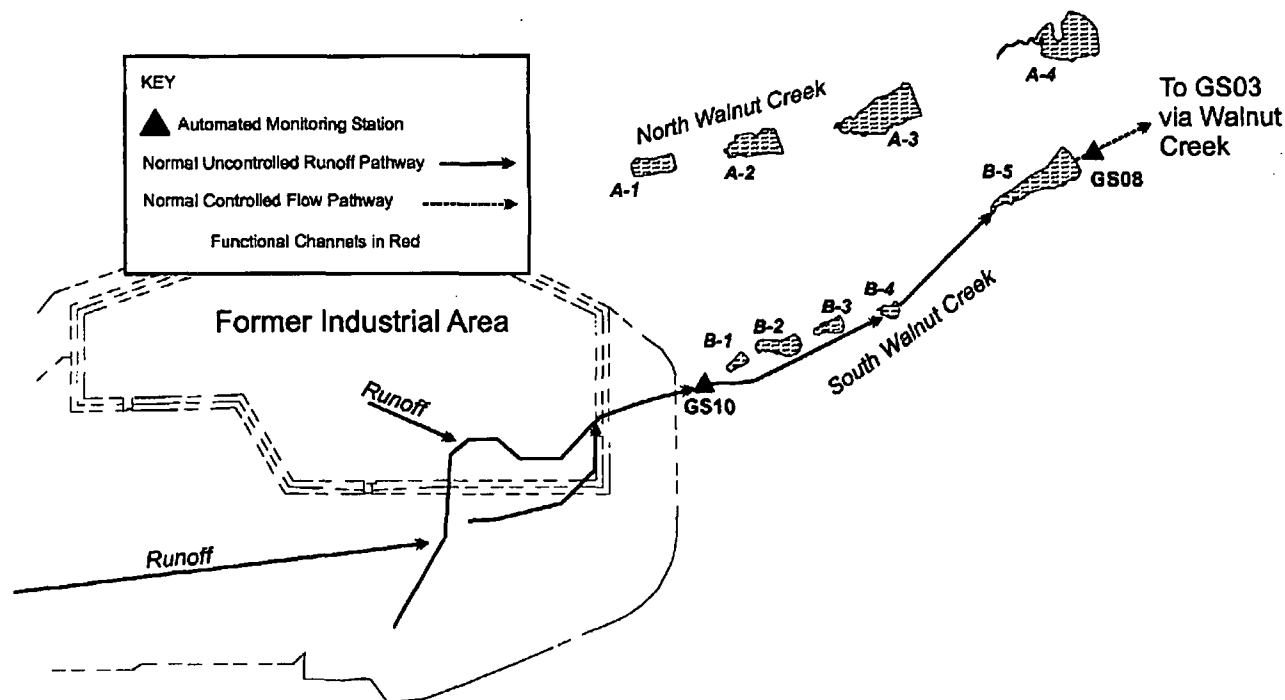 KEY
Automated Monitoring Station
Normal Uncontrolled Runoff Pathway
Normal Controlled Flow Pathway
Functional Channels in Red
A-4
To GS03
via Walnut
Creek
North Walnut Creek
A-3
A-2
A-1
B-5
GS08
Former Industrial Area
B-4
B-3
B-2
B-1
South Walnut Creek
GS10
Runoff
Runoff